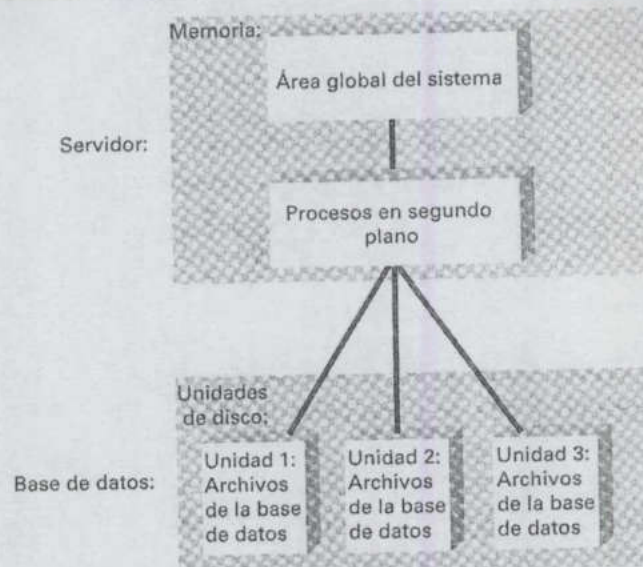 Memoria:
Área global del sistema
Servidor:
Procesos en segundo
plano
Unidades
de disco:
Base de datos:
Unidad 1:
Archivos
de la base
de datos
Unidad 2:
Archivos
de la base
de datos
Unidad 3:
Archivos
de la base
de datos